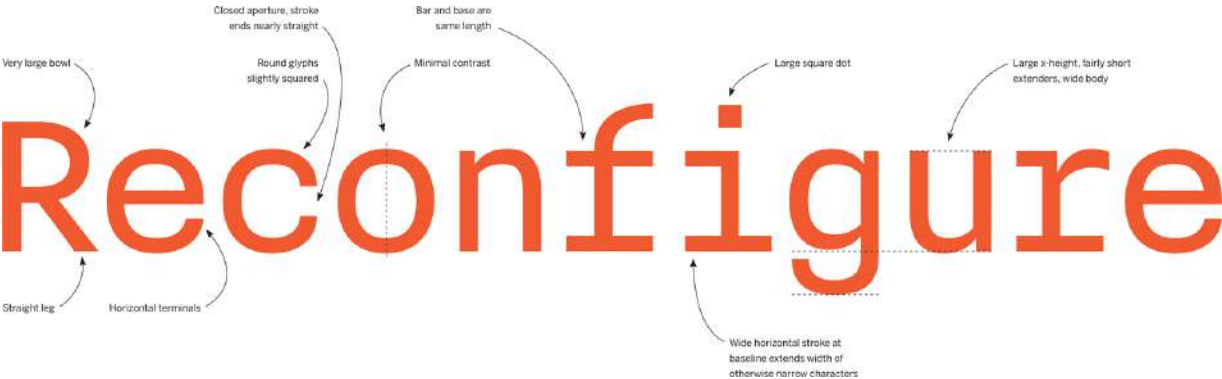 Closed aperture, stroke
ends nearly straight
Bar and base are
same length
Very large bowl
Round glyphs
slightly squared
Minimal contrast
Large square dot
Large x-height, fairly short
extenders, wide body
Reconfigure
Straight leg
Horizontal terminals
Wide horizontal stroke at
baseline extends width of
otherwise narrow characters